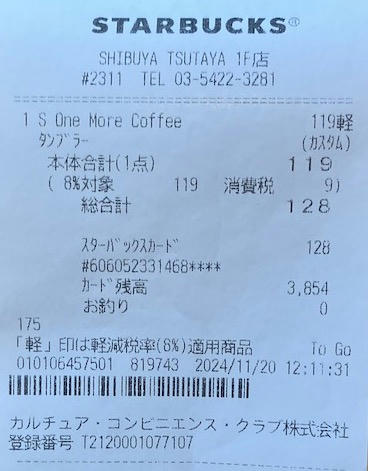 STARBUCKS®
SHIBUYA TSUTAYA 1F店
#2311 TEL 03-5422-3281
1 S One More Coffee 119軽
ﾀﾝﾌﾞﾗｰ (ｶｽﾀﾑ)
本体合計(1点) 119
( 8%対象 119 消費税 9)
総合計 128
ｽﾀｰﾊﾞｯｸｽｶｰﾄﾞ 128
#606052331468****
ｶｰﾄﾞ残高 3,854
お釣り 0
175
「軽」印は軽減税率(8%)適用商品 To Go
010106457501 819743 2024/11/20 12:11:31
カルチュア・コンビニエンス・クラブ株式会社
登録番号 T2120001077107